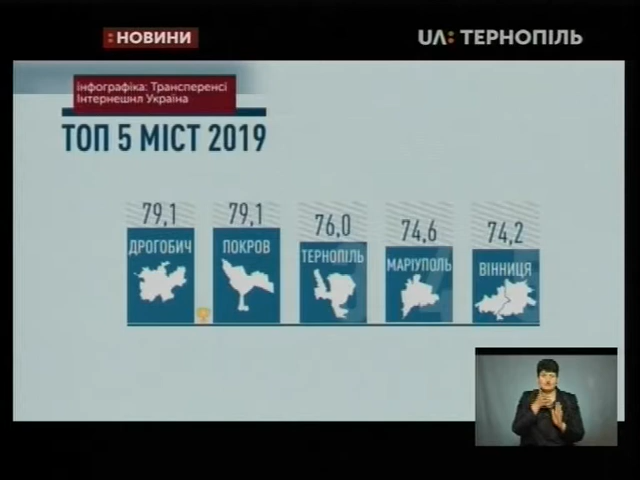 :НОВИНИ
UA: ТЕРНОПІЛЬ
інфографіка: Трансперенсі
Інтернешнл Україна
ТОП 5 МІСТ 2019
79,1
79,1
76,0
74,6
74,2
ДРОГОБИЧ
ПОКРОВ
ТЕРНОПІЛЬ
МАРІУПОЛЬ
ВІННИЦЯ